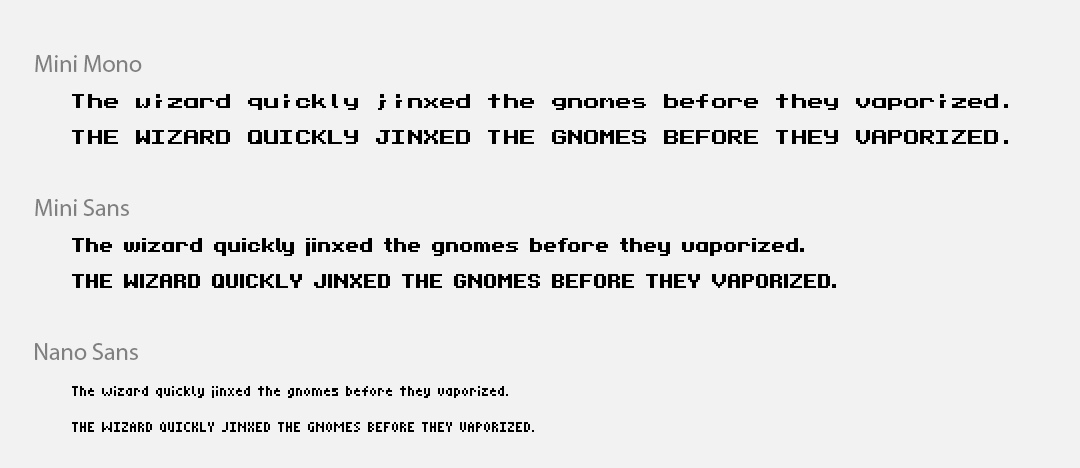 Mini Mono
The wizard quickly jinxed the gnomes before they vaporized.
THE WIZARD QUICKLY JINXED THE GNOMES BEFORE THEY VAPORIZED.
Mini Sans
The wizard quickly jinxed the gnomes before they vaporized.
THE WIZARD QUICKLY JINXED THE GNOMES BEFORE THEY VAPORIZED.
Nano Sans
The wizard quickly jinxed the gnomes before they vaporized.
THE WIZARD QUICKLY JINXED THE GNOMES BEFORE THEY VAPORIZED.